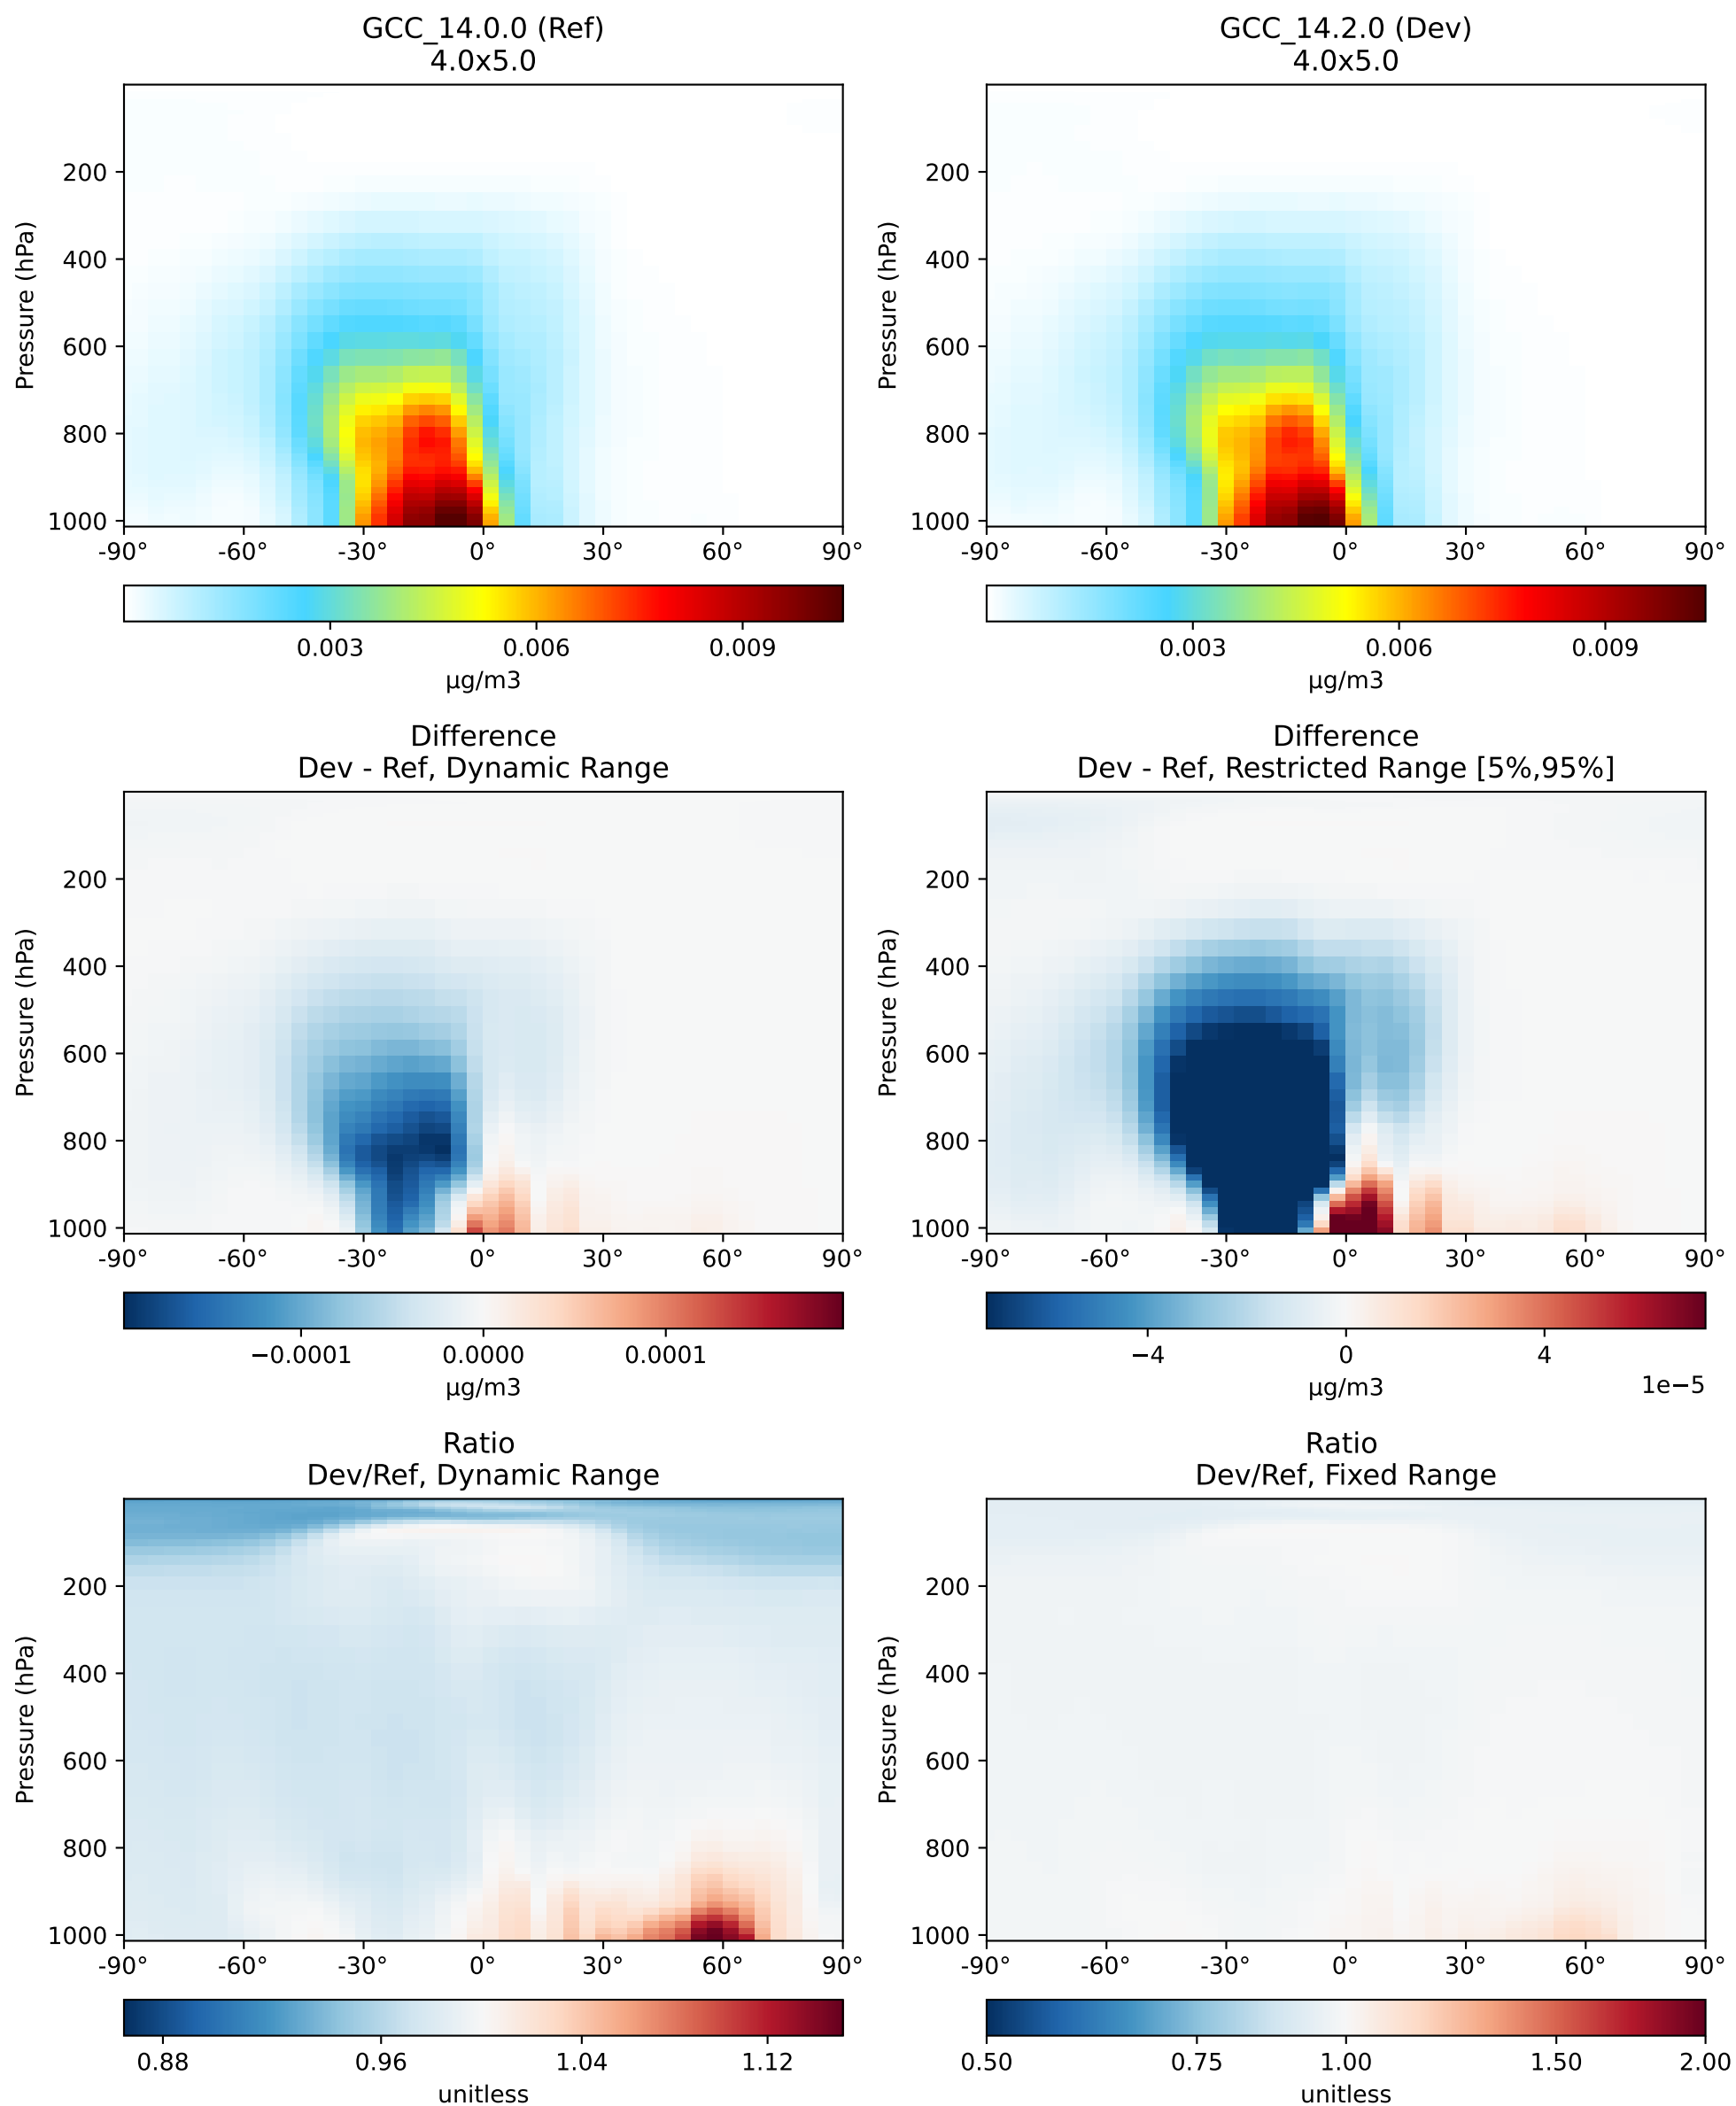 GCC_14.0.0 (Ref)
4.0x5.0
Pressure (hPa)
200
400
600
800
1000
-90° -60° -30° 0° 30° 60° 90°
0.003 0.006 0.009
µg/m3
GCC_14.2.0 (Dev)
4.0x5.0
Pressure (hPa)
200
400
600
800
1000
-90° -60° -30° 0° 30° 60° 90°
0.003 0.006 0.009
µg/m3
Difference
Dev - Ref, Dynamic Range
Pressure (hPa)
200
400
600
800
1000
-90° -60° -30° 0° 30° 60° 90°
−0.0001 0.0000 0.0001
µg/m3
Difference
Dev - Ref, Restricted Range [5%,95%]
Pressure (hPa)
200
400
600
800
1000
-90° -60° -30° 0° 30° 60° 90°
−4 0 4
1e−5
µg/m3
Ratio
Dev/Ref, Dynamic Range
Pressure (hPa)
200
400
600
800
1000
-90° -60° -30° 0° 30° 60° 90°
0.88 0.96 1.04 1.12
unitless
Ratio
Dev/Ref, Fixed Range
Pressure (hPa)
200
400
600
800
1000
-90° -60° -30° 0° 30° 60° 90°
0.50 0.75 1.00 1.50 2.00
unitless